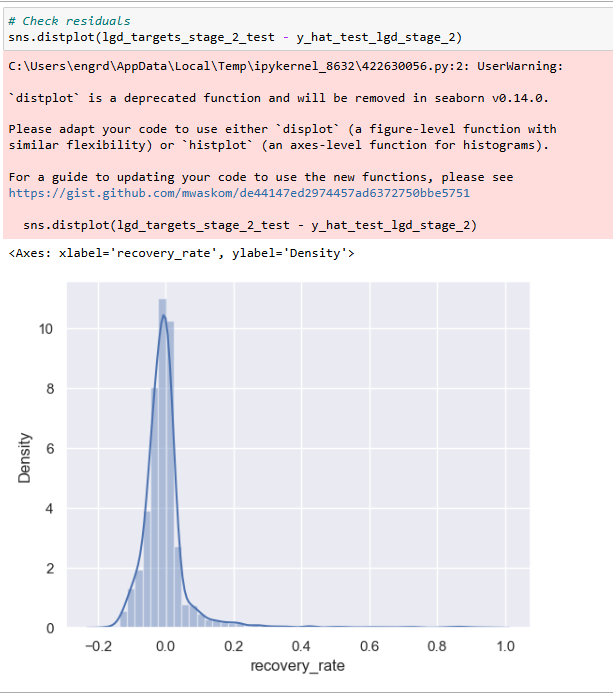 # Check residuals
sns.distplot(lgd_targets_stage_2_test - y_hat_test_lgd_stage_2)
C:\Users\engrd\AppData\Local\Temp\ipykernel_8632\422630056.py:2: UserWarning:
`distplot` is a deprecated function and will be removed in seaborn v0.14.0.
Please adapt your code to use either `displot` (a figure-level function with
similar flexibility) or `histplot` (an axes-level function for histograms).
For a guide to updating your code to use the new functions, please see
https://gist.github.com/mwaskom/de44147ed2974457ad6372750bbe5751
sns.distplot(lgd_targets_stage_2_test - y_hat_test_lgd_stage_2)
<Axes: xlabel='recovery_rate', ylabel='Density'>
10
8
Density
6
4
2
0
−0.2 0.0 0.2 0.4 0.6 0.8 1.0
recovery_rate